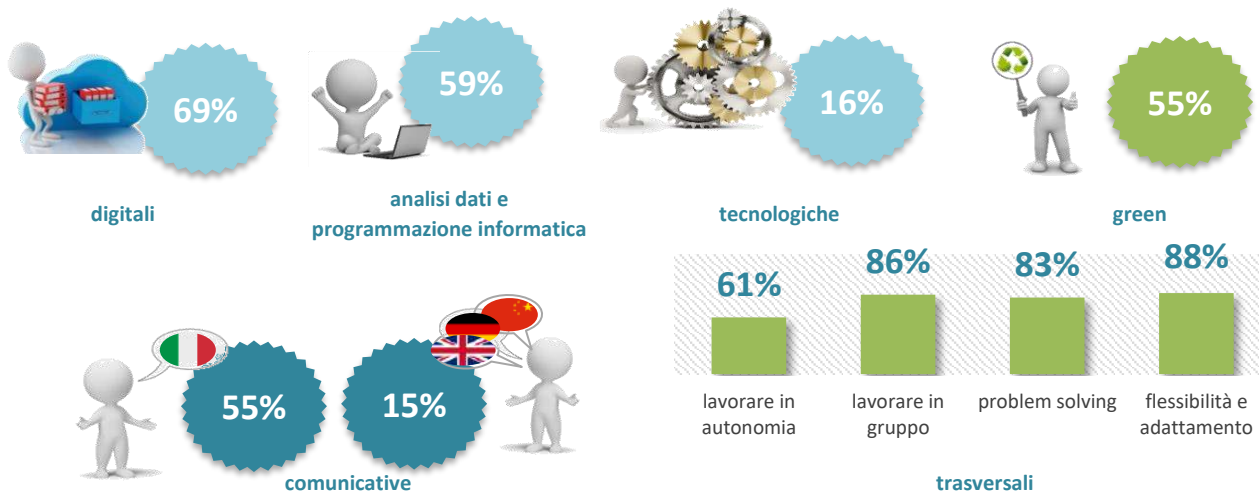 69%
59%
16%
55%
digitali
analisi dati e
programmazione informatica
tecnologiche
green
55%
15%
comunicative
61%
86%
83%
88%
lavorare in
autonomia
lavorare in
gruppo
problem solving
flessibilità e
adattamento
trasversali